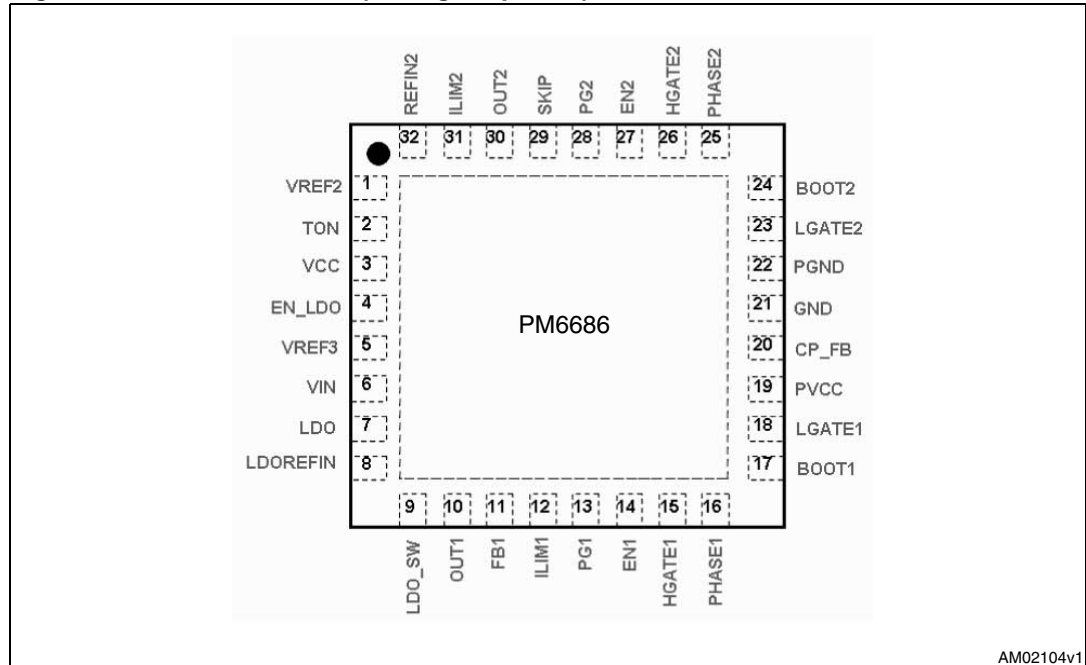 REFIN2
ILIM2
OUT2
SKIP
PG2
EN2
HGATE2
PHASE2
32 31 30 29 28 27 26 25
VREF2 1
TON 2
VCC 3
EN_LDO 4
VREF3 5
VIN 6
LDO 7
LDOREFIN 8
PM6686
24 BOOT2
23 LGATE2
22 PGND
21 GND
20 CP_FB
19 PVCC
18 LGATE1
17 BOOT1
9 10 11 12 13 14 15 16
LDO_SW
OUT1
FB1
ILIM1
PG1
EN1
HGATE1
PHASE1
AM02104v1